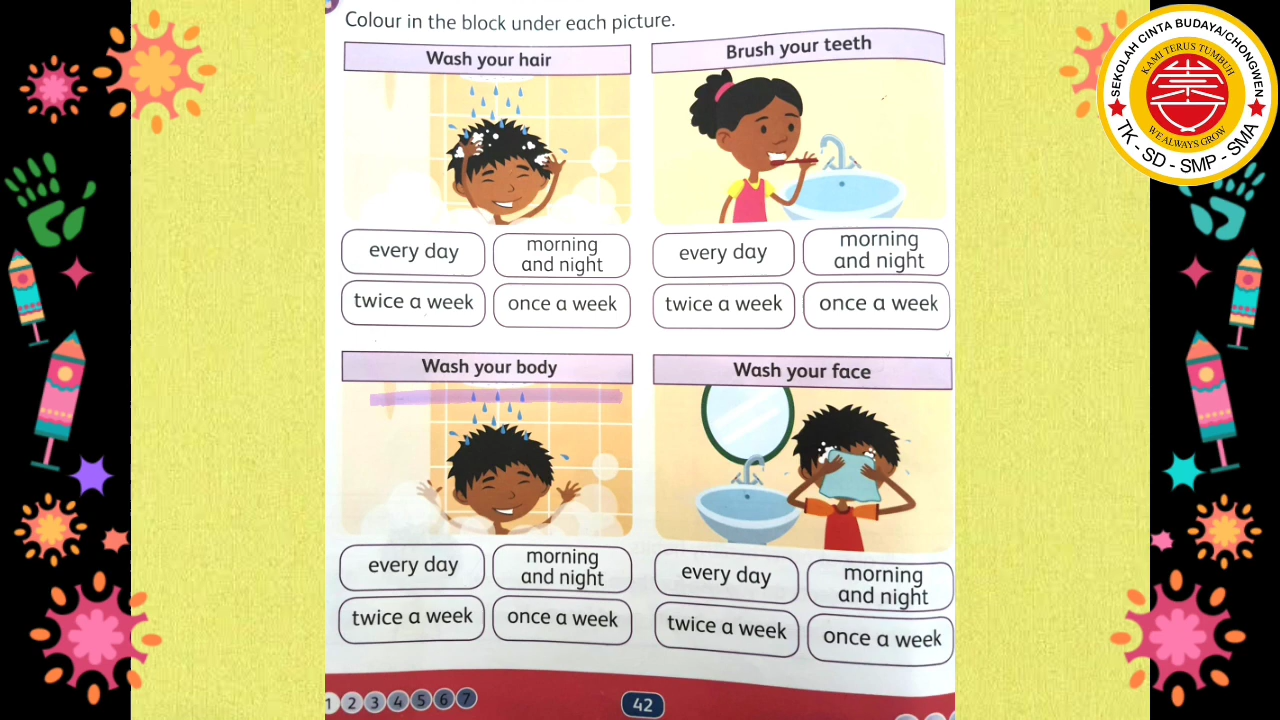 Colour in the block under each picture.
Wash your hair
every day
morning
and night
twice a week
once a week
Brush your teeth
every day
morning
and night
twice a week
once a week
Wash your body
every day
morning
and night
twice a week
once a week
Wash your face
every day
morning
and night
twice a week
once a week
1 2 3 4 5 6 7
42
SEKOLAH CINTA BUDAYA/CHONGWEN
KAMI TERUS TUMBUH
WE ALWAYS GROW
TK - SD - SMP - SMA